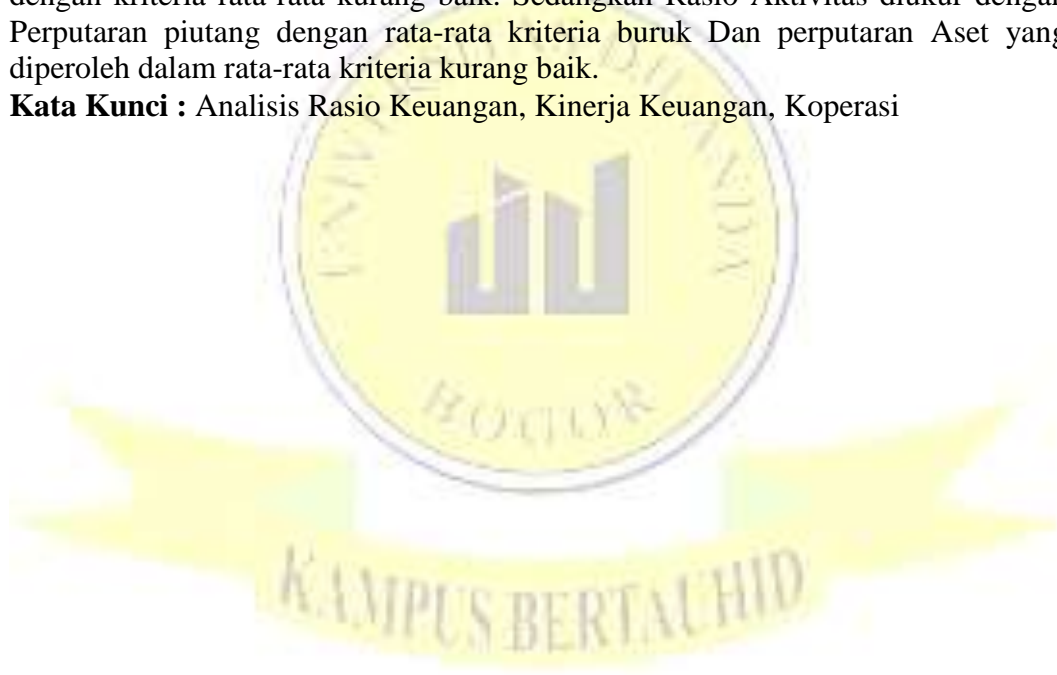 dengan kriteria rata-rata kurang baik. Sedangkan Rasio Aktivitas diukur dengan
Perputaran piutang dengan rata-rata kriteria buruk Dan perputaran Aset yang
diperoleh dalam rata-rata kriteria kurang baik.
Kata Kunci : Analisis Rasio Keuangan, Kinerja Keuangan, Koperasi
BOGOR
KAMPUS BERTAUHID